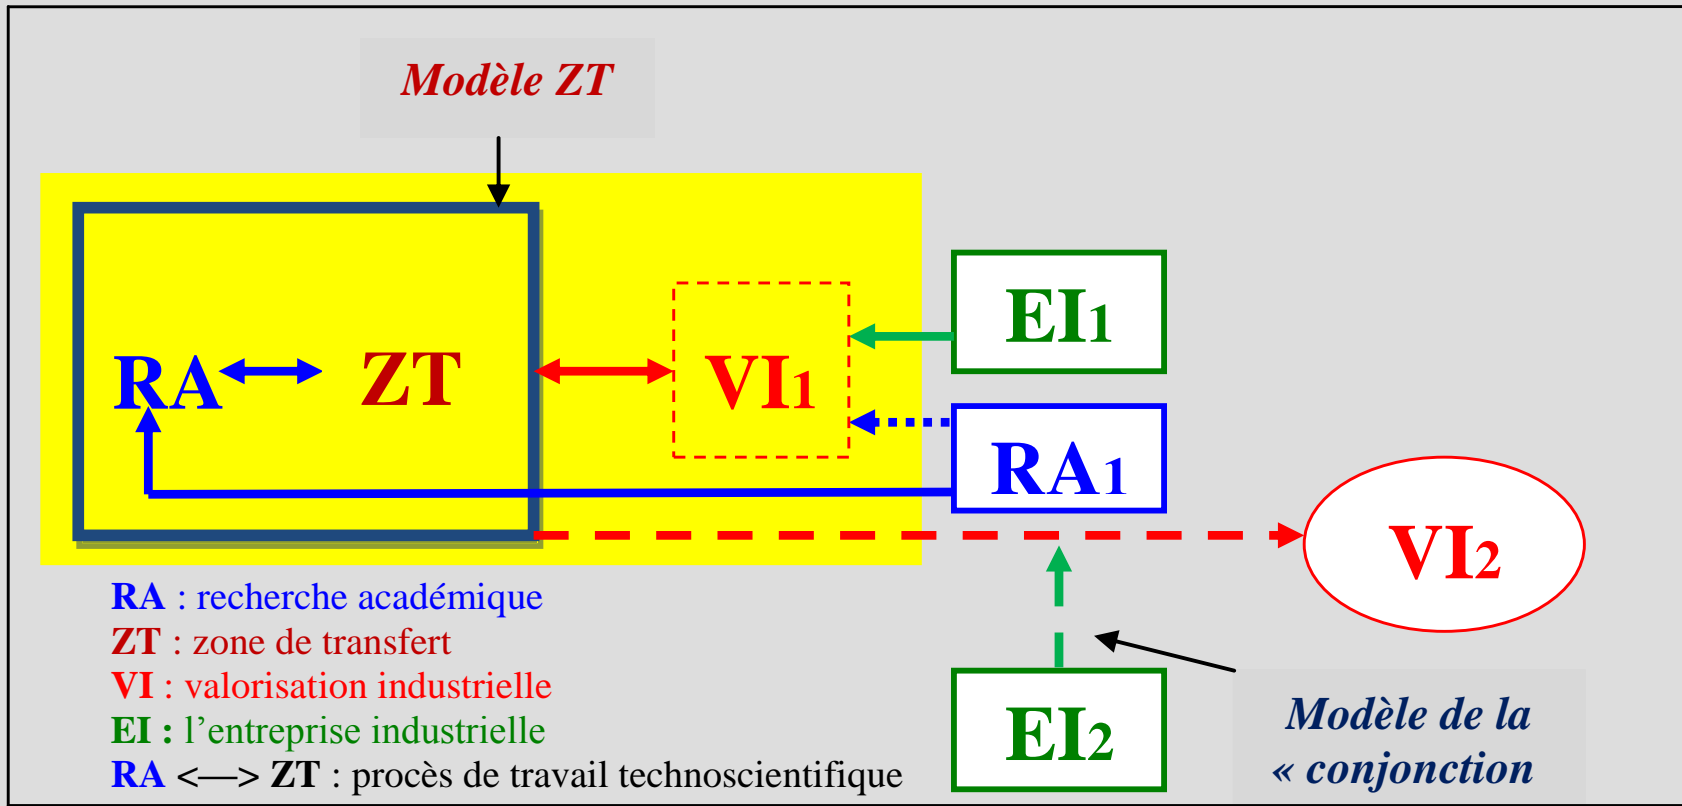 Modèle ZT
EI1
RA ZT VI1
RA1
VI2
RA : recherche académique
ZT : zone de transfert
VI : valorisation industrielle
EI : l’entreprise industrielle
RA <—> ZT : procès de travail technoscientifique
EI2
Modèle de la
« conjonction